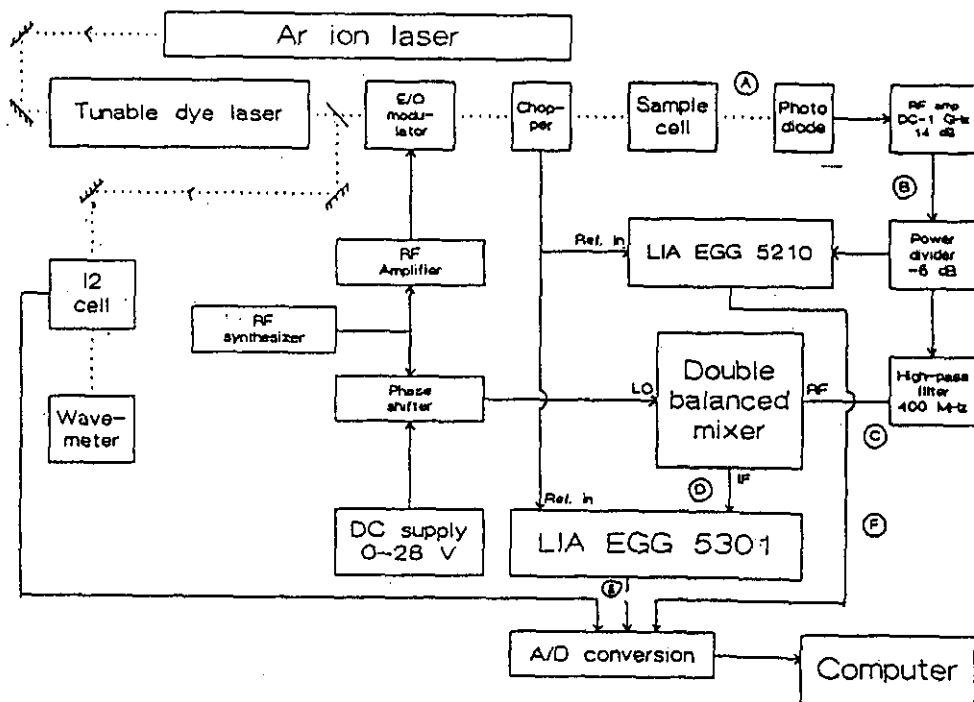 Ar ion laser
Tunable dye laser
E/O
modu-
lator
Chop-
per
Sample
cell
A
Photo
diode
RF amp
DC-1 GHz
14 dB
B
Ref. in
LIA EGG 5210
Power
divider
-6 dB
I2
cell
RF
Amplifier
RF
synthesizer
Phase
shifter
LO
Double
balanced
mixer
RF
High-pass
filter
400 MHz
C
Wave-
meter
D
IF
Ref. in
DC supply
0-28 V
LIA EGG 5301
F
E
A/D conversion
Computer